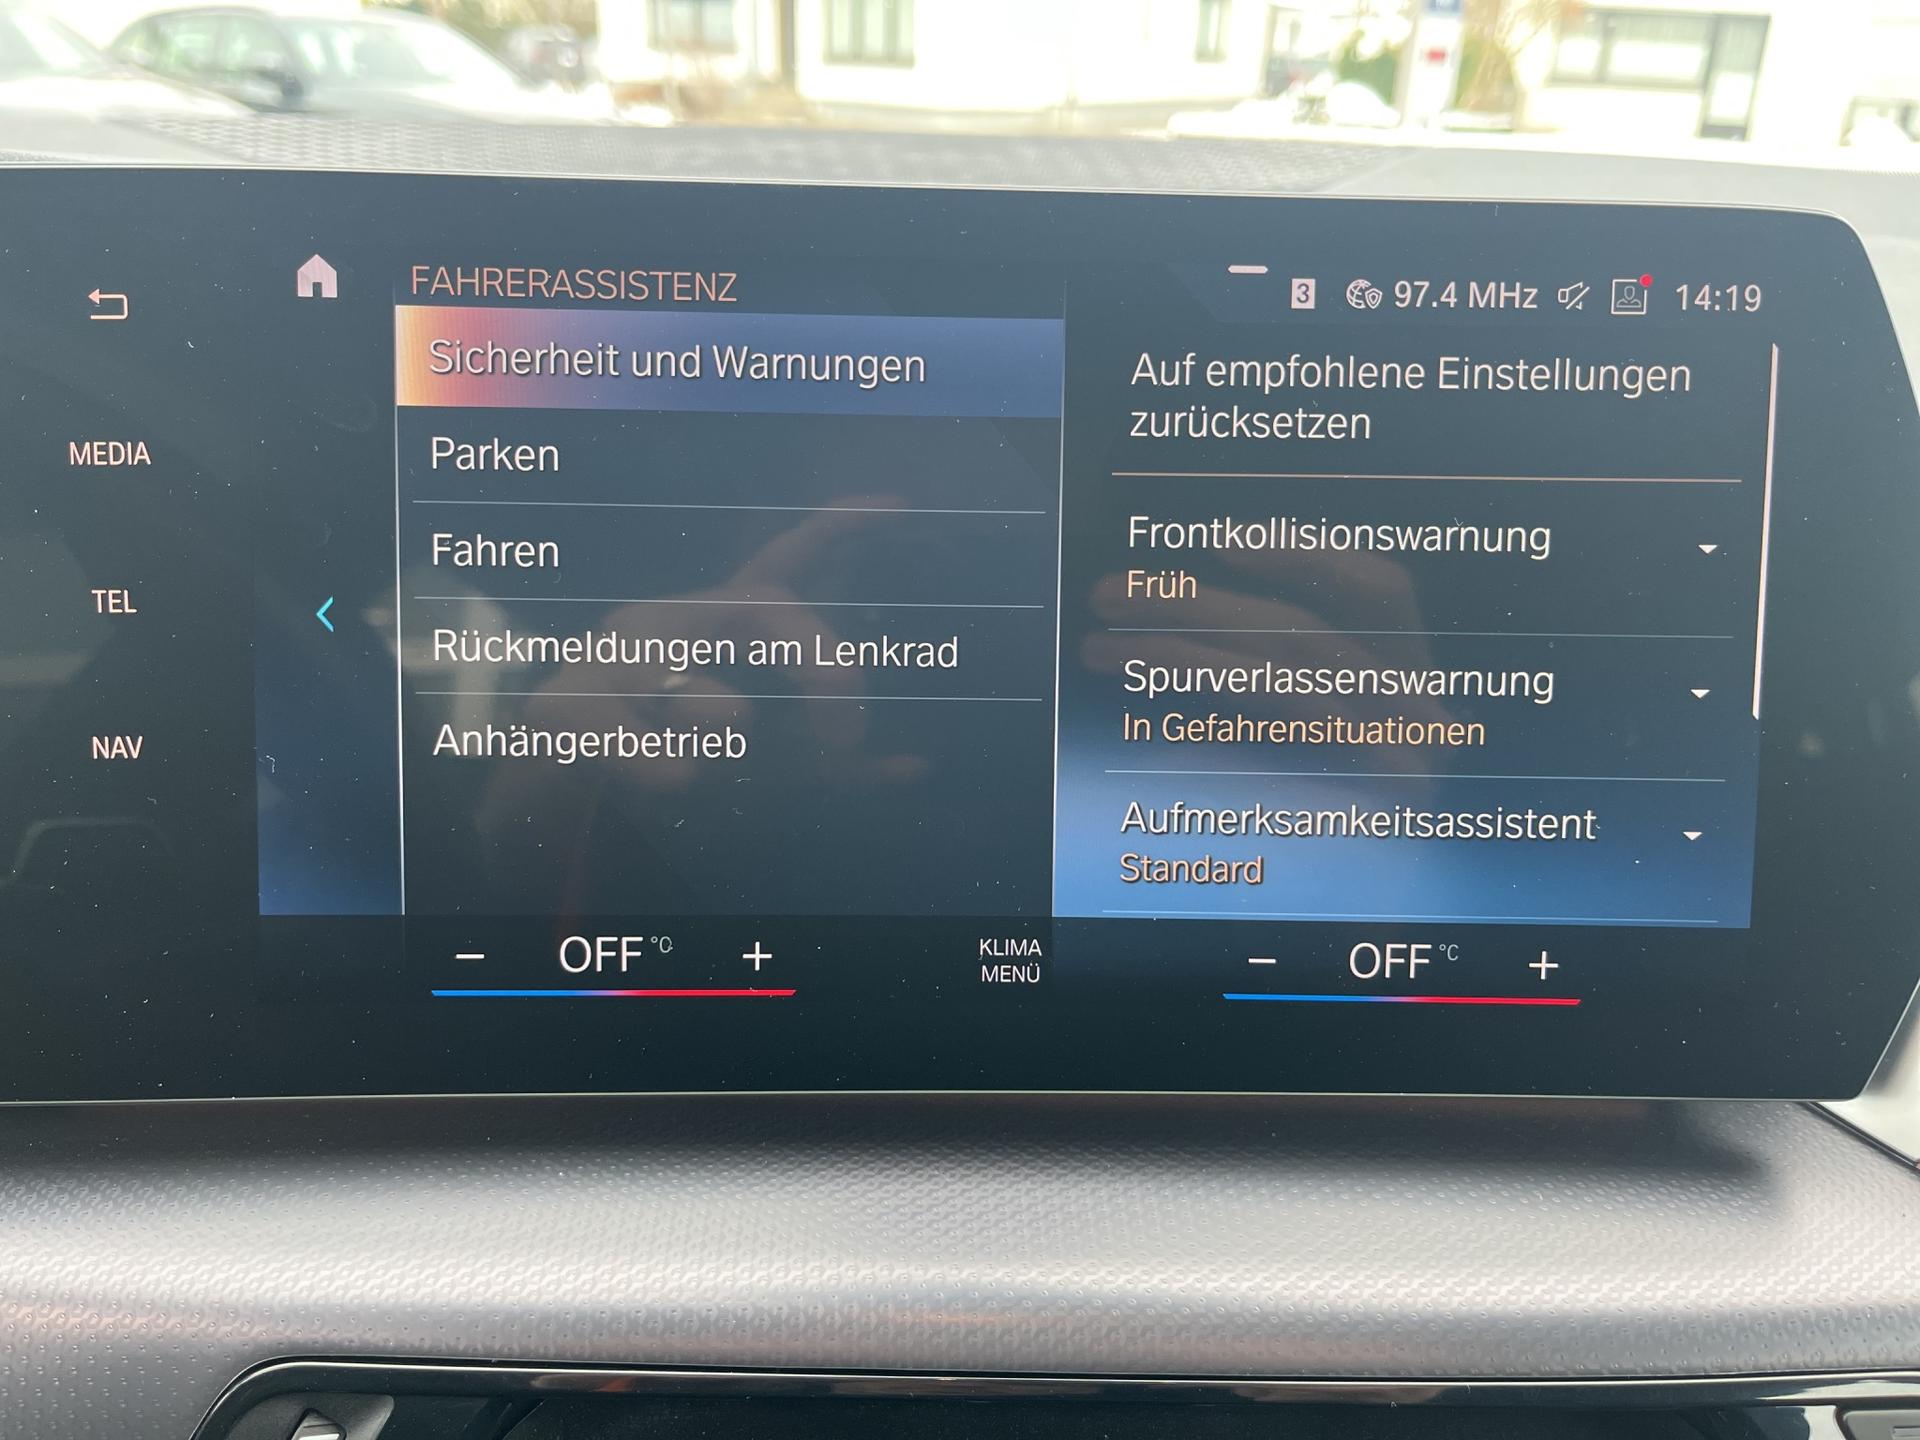 FAHRERASSISTENZ
3 97.4 MHz 14:19
MEDIA
TEL
NAV
Sicherheit und Warnungen
Parken
Fahren
Rückmeldungen am Lenkrad
Anhängerbetrieb
Auf empfohlene Einstellungen
zurücksetzen
Frontkollisionswarnung
Früh
Spurverlassenswarnung
In Gefahrensituationen
Aufmerksamkeitsassistent
Standard
− OFF °C +
KLIMA
MENÜ
− OFF °C +